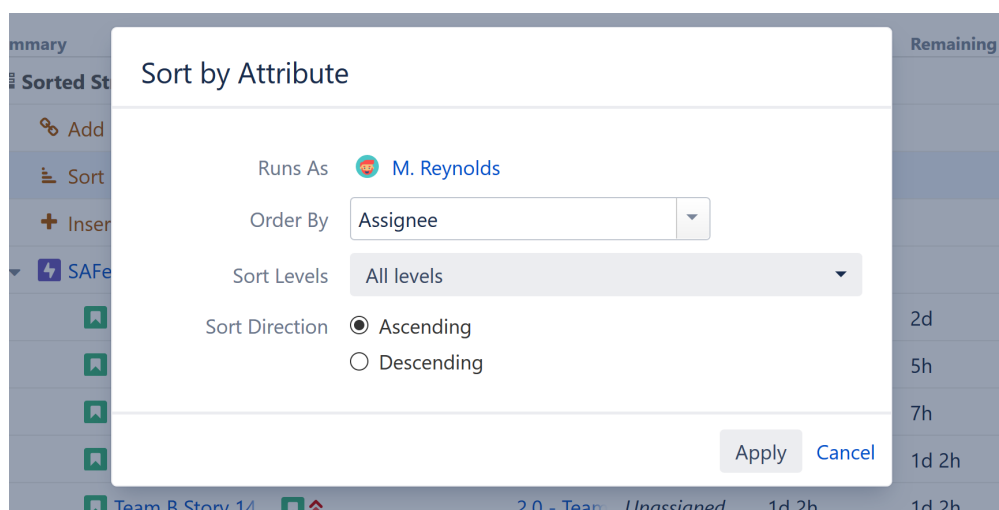 mmary
Remaining
Sort by Attribute
Sorted St
Add
Runs As M. Reynolds
Sort
Order By Assignee
Inser
Sort Levels All levels
SAFe
Sort Direction Ascending
2d
Descending
5h
7h
Apply Cancel
1d 2h
Team B Story 14 2.0 - Team Unassigned 1d 2h 1d 2h